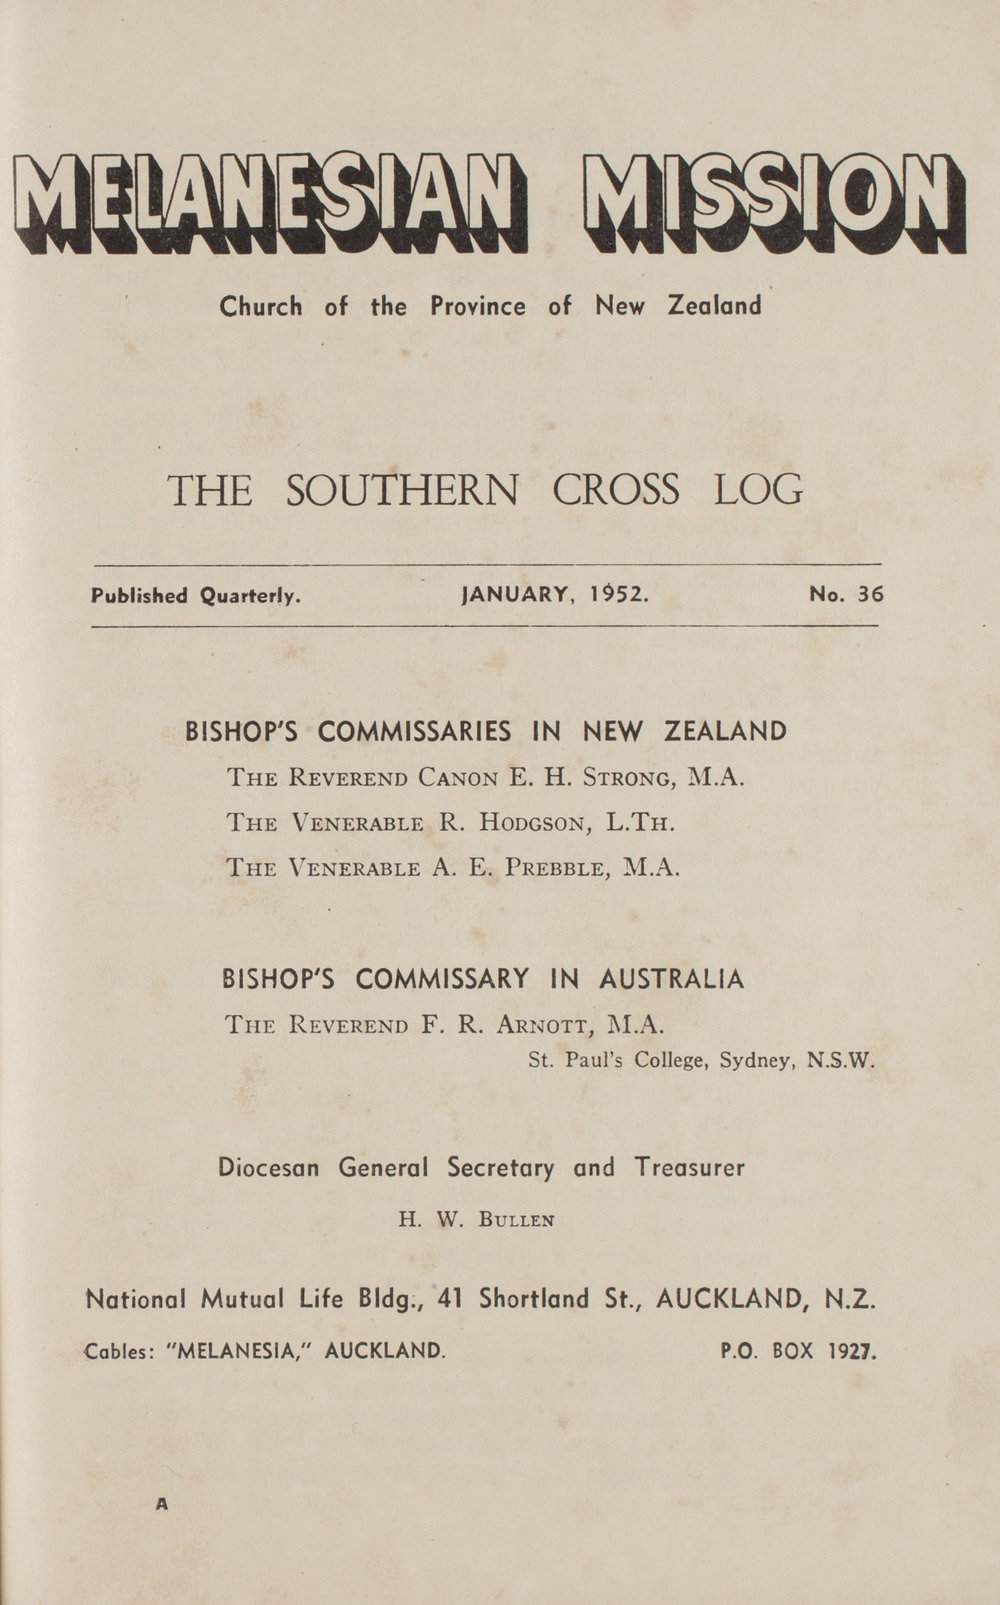 MELANESIAN MISSION
Church of the Province of New Zealand
THE SOUTHERN CROSS LOG
Published Quarterly. JANUARY, 1952. No. 36
BISHOP'S COMMISSARIES IN NEW ZEALAND
THE REVEREND CANON E. H. STRONG, M.A.
THE VENERABLE R. HODGSON, L.TH.
THE VENERABLE A. E. PREBBLE, M.A.
BISHOP'S COMMISSARY IN AUSTRALIA
THE REVEREND F. R. ARNOTT, M.A.
St. Paul's College, Sydney, N.S.W.
Diocesan General Secretary and Treasurer
H. W. BULLEN
National Mutual Life Bldg., 41 Shortland St., AUCKLAND, N.Z.
Cables: "MELANESIA," AUCKLAND. P.O. BOX 1927.
A